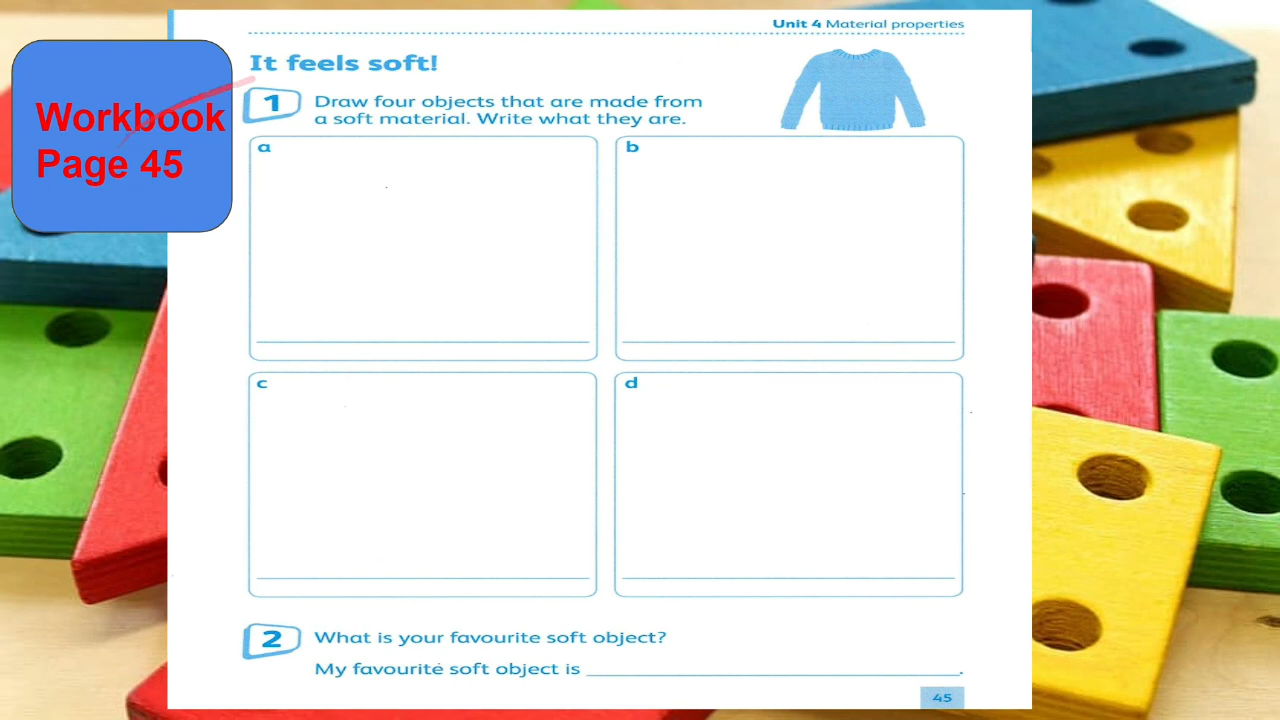 Unit 4 Material properties
Workbook
Page 45
It feels soft!
1 Draw four objects that are made from
a soft material. Write what they are.
a
b
c
d
2 What is your favourite soft object?
My favourite soft object is ____________________.
45